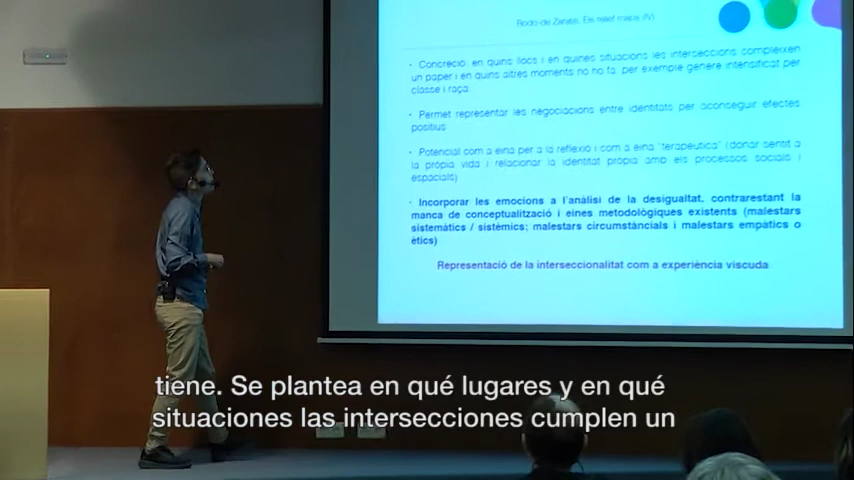 Rodó-de Zarate, Els relief maps (IV)
· Concreció: en quins llocs i en quines situacions les interseccions compleixen
un paper i en quins altres moments no ho fa, per exemple gènere intensificat per
classe i raça
· Permet representar les negociacions entre identitats per aconseguir efectes
positius
· Potencial com a eina per a la reflexió i com a eina "terapèutica" (donar sentit a
la pròpia vida i relacionar la identitat pròpia amb els processos socials i
espacials)
· Incorporar les emocions a l'anàlisi de la desigualtat, contrarestant la
manca de conceptualització i eines metodològiques existents (malestars
sistemàtics / sistèmics; malestars circumstàncials i malestars empàtics o
ètics)
Representació de la interseccionalitat com a experiència viscuda
tiene. Se plantea en qué lugares y en qué
situaciones las intersecciones cumplen un